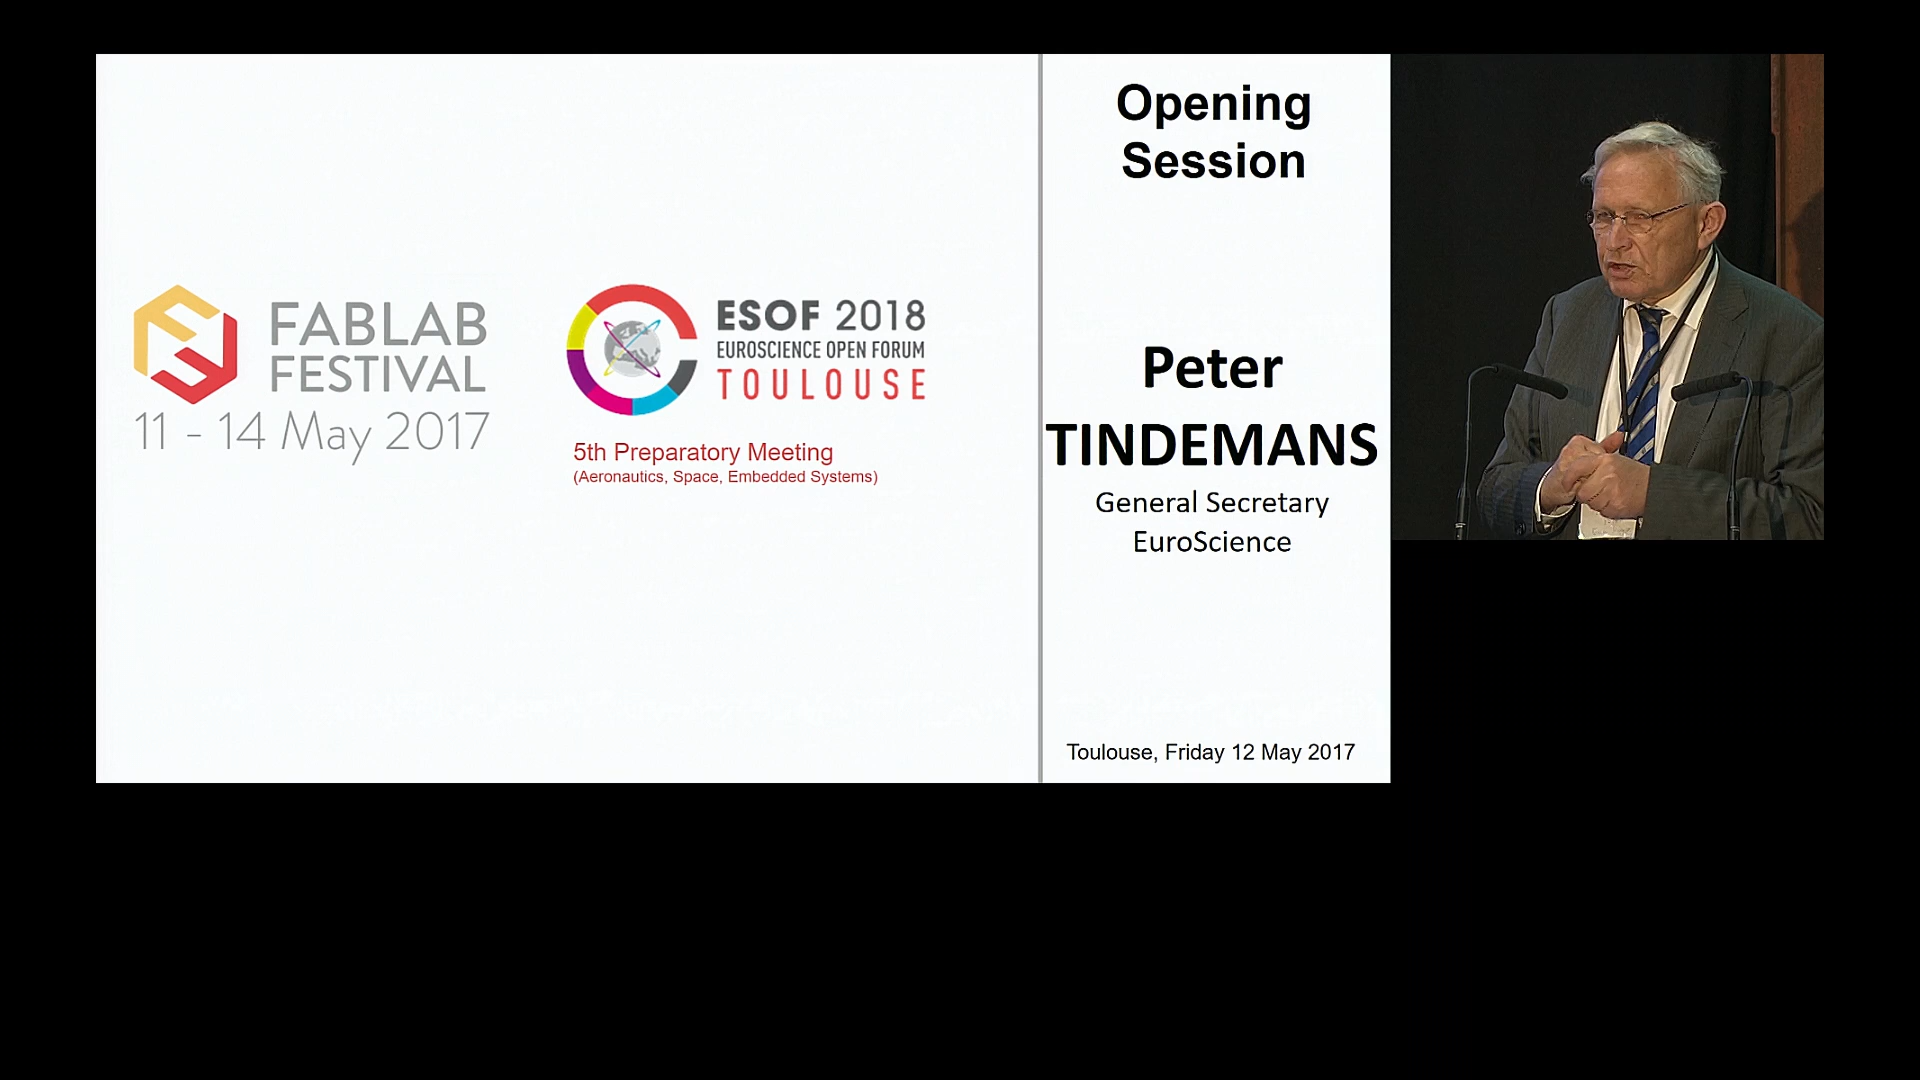 FABLAB
FESTIVAL
11 - 14 May 2017
ESOF 2018
EUROSCIENCE OPEN FORUM
TOULOUSE
5th Preparatory Meeting
(Aeronautics, Space, Embedded Systems)
Opening
Session
Peter
TINDEMANS
General Secretary
EuroScience
Toulouse, Friday 12 May 2017